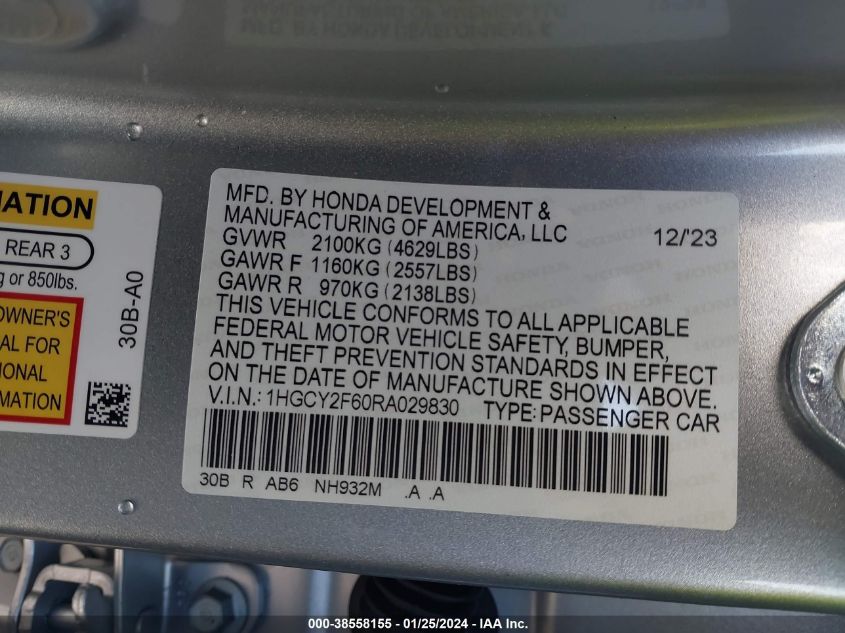 MATION
REAR 3
g or 850lbs.
OWNER'S
AL FOR
IONAL
RMATION
30B-A0
MFD. BY HONDA DEVELOPMENT &
MANUFACTURING OF AMERICA, LLC 12/'23
GVWR 2100KG (4629LBS)
GAWR F 1160KG (2557LBS)
GAWR R 970KG (2138LBS)
THIS VEHICLE CONFORMS TO ALL APPLICABLE
FEDERAL MOTOR VEHICLE SAFETY, BUMPER,
AND THEFT PREVENTION STANDARDS IN EFFECT
ON THE DATE OF MANUFACTURE SHOWN ABOVE.
V.I.N.: 1HGCY2F60RA029830 TYPE:PASSENGER CAR
30B R AB6 NH932M .A .A
000-38558155 - 01/25/2024 - IAA Inc.